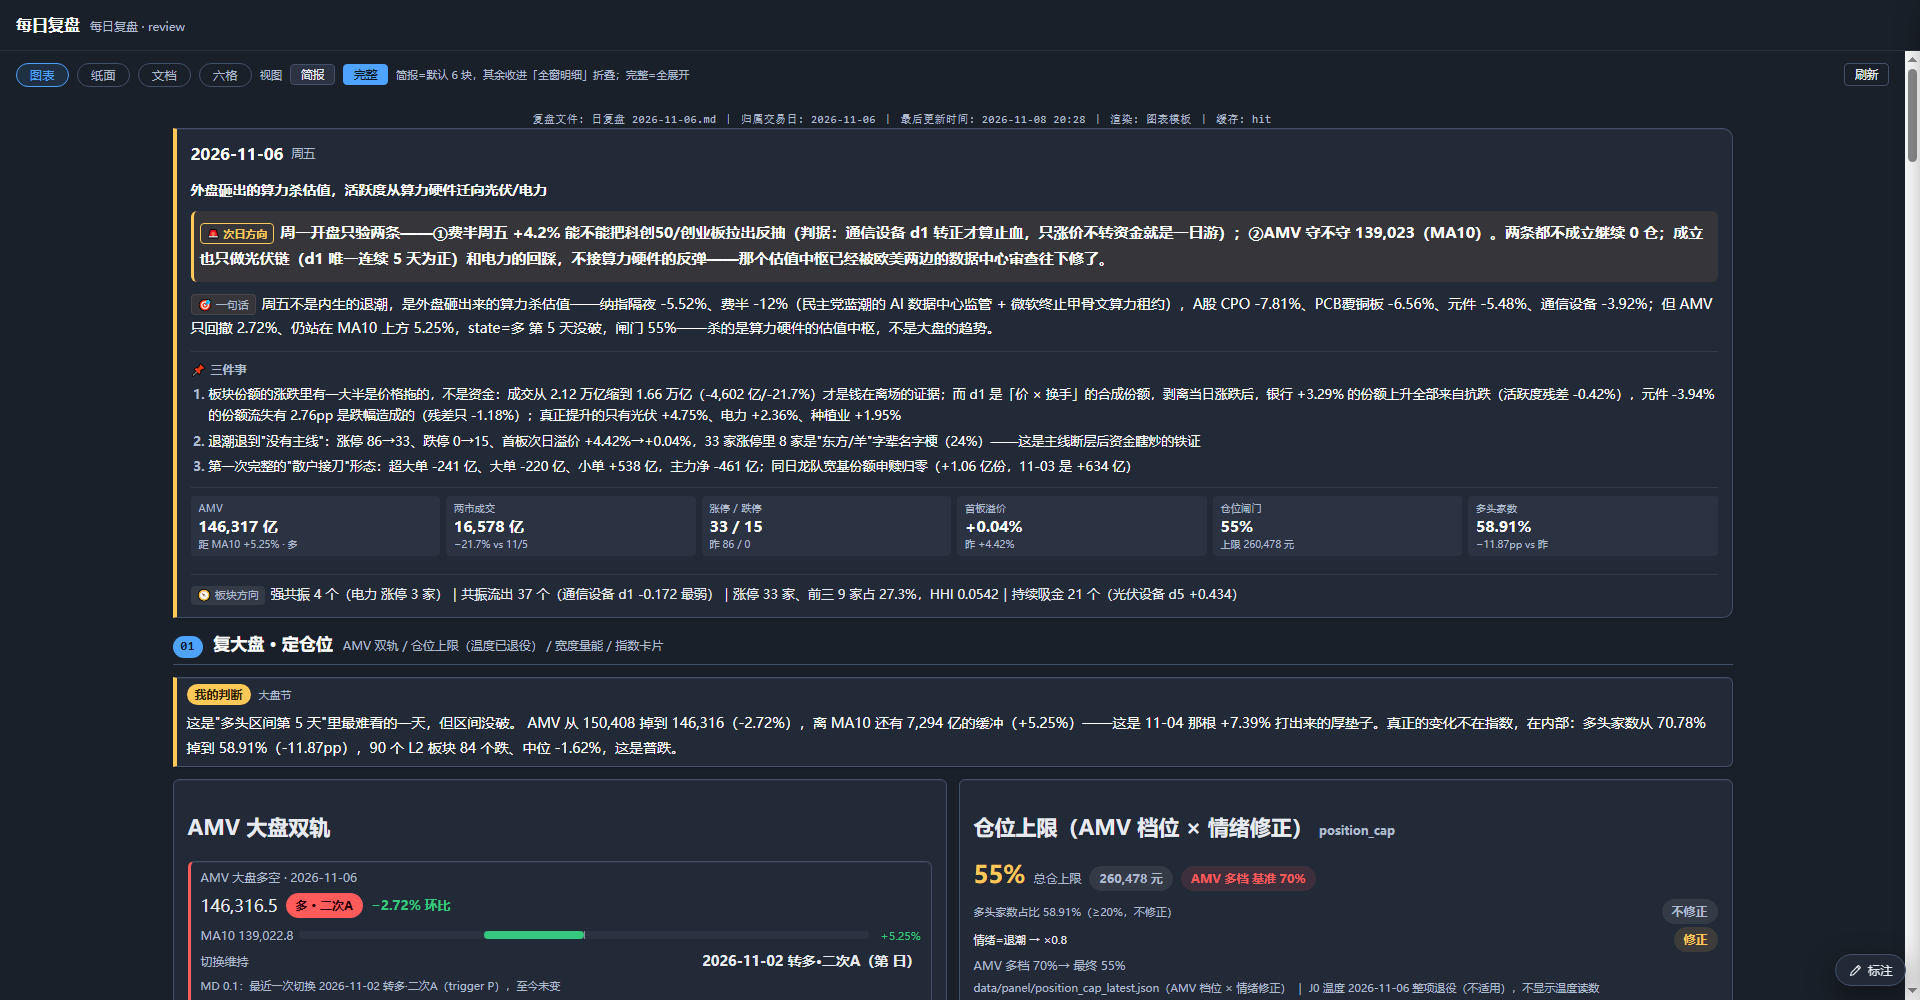 每日复盘 每日复盘 · review
图表 纸面 文档 六格 视图 简报 完整 简报=默认 6 块，其余收进「全窗明细」折叠；完整=全展开 刷新
复盘文件: 日复盘 2026-11-06.md | 归属交易日: 2026-11-06 | 最后更新时间: 2026-11-08 20:28 | 渲染: 图表模板 | 缓存: hit
2026-11-06 周五
外盘砸出的算力杀估值，活跃度从算力硬件迁向光伏/电力
次日方向 周一开盘只验两条——①费半周五 +4.2% 能不能把科创50/创业板拉出反抽（判据：通信设备 d1 转正才算止血，只涨价不转资金就是一日游）；②AMV 守不守 139,023（MA10）。两条都不成立继续 0 仓；成立
也只做光伏链（d1 唯一连续 5 天为正）和电力的回踩，不接算力硬件的反弹——那个估值中枢已经被欧美两边的数据中心审查往下修了。
一句话 周五不是内生的退潮，是外盘砸出来的算力杀估值——纳指隔夜 -5.52%、费半 -12%（民主党蓝潮的 AI 数据中心监管 + 微软终止甲骨文算力租约），A股 CPO -7.81%、PCB覆铜板 -6.56%、元件 -5.48%、通信设备 -3.92%；但 AMV
只回撤 2.72%、仍站在 MA10 上方 5.25%，state=多 第 5 天没破，闸门 55%——杀的是算力硬件的估值中枢，不是大盘的趋势。
三件事
1. 板块份额的涨跌里有一大半是价格拖的，不是资金：成交从 2.12 万亿缩到 1.66 万亿（-4,602 亿/-21.7%）才是钱在离场的证据；而 d1 是「价 × 换手」的合成份额，剥离当日涨跌后，银行 +3.29% 的份额上升全部来自抗跌（活跃度残差 -0.42%），元件 -3.94%
的份额流失有 2.76pp 是跌幅造成的（残差只 -1.18%）；真正提升的只有光伏 +4.75%、电力 +2.36%、种植业 +1.95%
2. 退潮退到"没有主线"：涨停 86→33、跌停 0→15、首板次日溢价 +4.42%→+0.04%，33 家涨停里 8 家是"东方/羊"字辈名字梗（24%）——这是主线断层后资金瞎炒的铁证
3. 第一次完整的"散户接刀"形态：超大单 -241 亿、大单 -220 亿、小单 +538 亿，主力净 -461 亿；同日龙队宽基份额申赎归零（+1.06 亿份，11-03 是 +634 亿）
AMV 两市成交 涨停 / 跌停 首板溢价 仓位闸门 多头家数
146,317 亿 16,578 亿 33 / 15 +0.04% 55% 58.91%
距 MA10 +5.25% · 多 −21.7% vs 11/5 昨 86 / 0 昨 +4.42% 上限 260,478 元 −11.87pp vs 昨
板块方向 强共振 4 个（电力 涨停 3 家） | 共振流出 37 个（通信设备 d1 -0.172 最弱） | 涨停 33 家、前三 9 家占 27.3%，HHI 0.0542 | 持续吸金 21 个（光伏设备 d5 +0.434）
01 复大盘 • 定仓位 AMV 双轨 / 仓位上限（温度已退役） / 宽度量能 / 指数卡片
我的判断 大盘节
这是"多头区间第 5 天"里最难看的一天，但区间没破。 AMV 从 150,408 掉到 146,316（-2.72%），离 MA10 还有 7,294 亿的缓冲（+5.25%）——这是 11-04 那根 +7.39% 打出来的厚垫子。真正的变化不在指数，在内部：多头家数从 70.78%
掉到 58.91%（-11.87pp），90 个 L2 板块 84 个跌、中位 -1.62%，这是普跌。
AMV 大盘双轨
AMV 大盘多空 · 2026-11-06
146,316.5 多 • 二次A −2.72% 环比
MA10 139,022.8 +5.25%
切换维持 2026-11-02 转多•二次A（第 日）
MD 0.1：最近一次切换 2026-11-02 转多·二次A（trigger P），至今未变
仓位上限（AMV 档位 × 情绪修正） position_cap
55% 总仓上限 260,478 元 AMV 多档 基准 70%
多头家数占比 58.91%（≥20%，不修正） 不修正
情绪=退潮 → ×0.8 修正
AMV 多档 70%→ 最终 55%
data/panel/position_cap_latest.json（AMV 档位 × 情绪修正） | J0 温度 2026-11-06 整项退役（不适用），不显示温度读数
标注